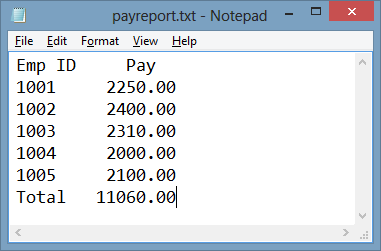 payreport.txt - Notepad
File Edit Format View Help
Emp ID     Pay
1001     2250.00
1002     2400.00
1003     2310.00
1004     2000.00
1005     2100.00
Total   11060.00